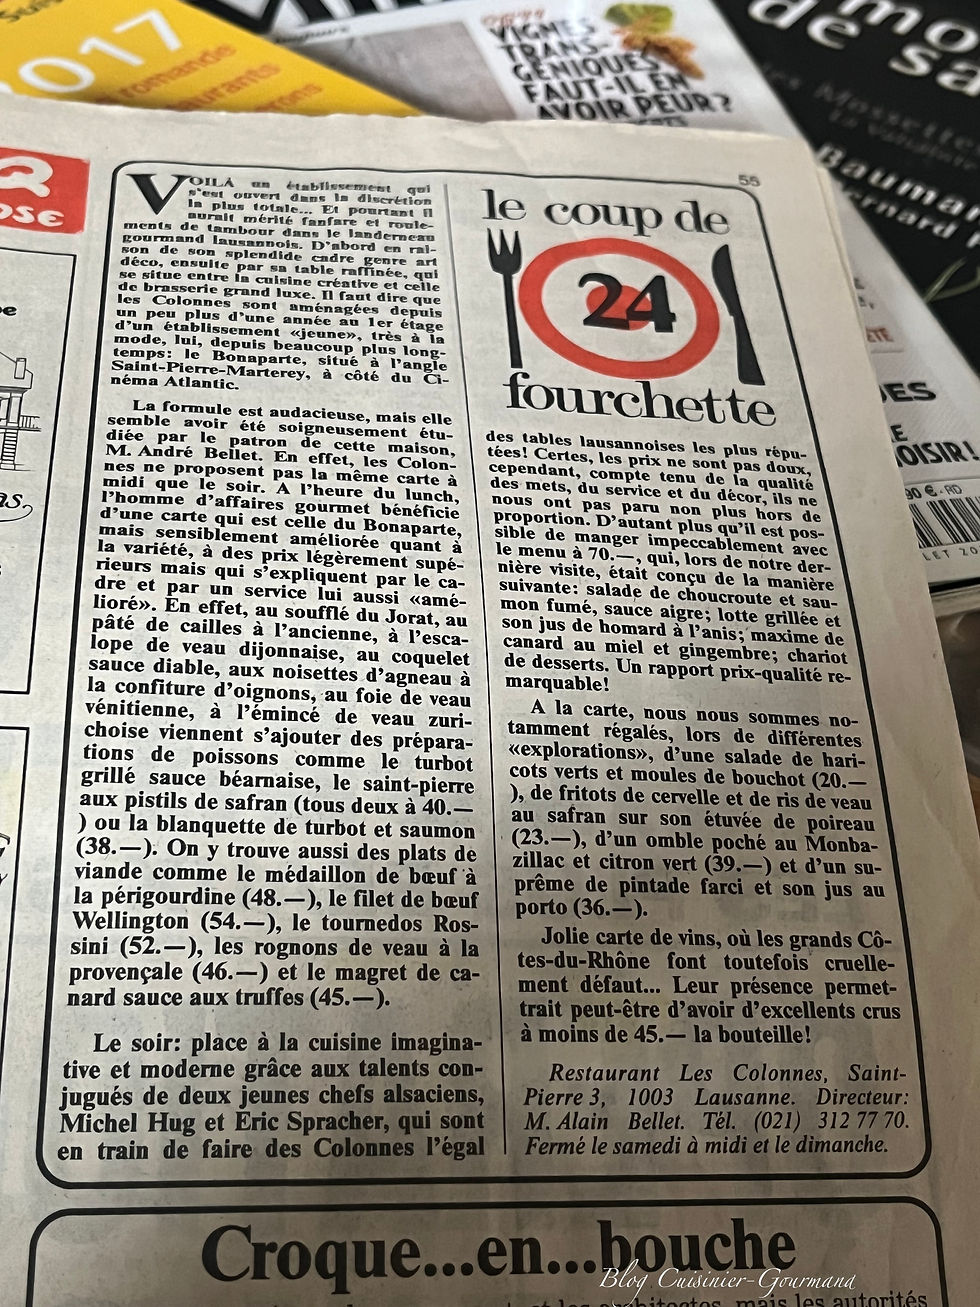 2017
romande
VIGNES
TRANS-
GÉNIQUES
FAUT-IL EN
AVOIR PEUR?
de sa
Bauma
55
VOILÀ un établissement qui
s'est ouvert dans la discrétion
la plus totale... Et pourtant il
aurait mérité fanfare et roule-
ments de tambour dans le landerneau
gourmand lausannois. D'abord en rai-
son de son splendide cadre genre art
déco, ensuite par sa table raffinée, qui
se situe entre la cuisine créative et celle
de brasserie grand luxe. Il faut dire que
les Colonnes sont aménagées depuis
un peu plus d'une année au 1er étage
d'un établissement «jeune», très à la
mode, lui, depuis beaucoup plus long-
temps: le Bonaparte, situé à l'angle
Saint-Pierre-Marterey, à côté du Ci-
néma Atlantic.
La formule est audacieuse, mais elle
semble avoir été soigneusement étu-
diée par le patron de cette maison,
M. André Bellet. En effet, les Colon-
nes ne proposent pas la même carte à
midi que le soir. A l'heure du lunch,
l'homme d'affaires gourmet bénéficie
d'une carte qui est celle du Bonaparte,
mais sensiblement améliorée quant à
la variété, à des prix légèrement supé-
rieurs mais qui s'expliquent par le ca-
dre et par un service lui aussi «amé-
lioré». En effet, au soufflé du Jorat, au
pâté de cailles à l'ancienne, à l'esca-
lope de veau dijonnaise, au coquelet
sauce diable, aux noisettes d'agneau à
la confiture d'oignons, au foie de veau
vénitienne, à l'émincé de veau zuri-
choise viennent s'ajouter des prépara-
tions de poissons comme le turbot
grillé sauce béarnaise, le saint-pierre
aux pistils de safran (tous deux à 40.—
) ou la blanquette de turbot et saumon
(38.—). On y trouve aussi des plats de
viande comme le médaillon de bœuf à
la périgourdine (48.—), le filet de bœuf
Wellington (54.—), le tournedos Ros-
sini (52.—), les rognons de veau à la
provençale (46.—) et le magret de ca-
nard sauce aux truffes (45.—).
Le soir: place à la cuisine imagina-
tive et moderne grâce aux talents con-
jugués de deux jeunes chefs alsaciens,
Michel Hug et Eric Spracher, qui sont
en train de faire des Colonnes l'égal
le coup de
24
fourchette
des tables lausannoises les plus répu-
tées! Certes, les prix ne sont pas doux,
cependant, compte tenu de la qualité
des mets, du service et du décor, ils ne
nous ont pas paru non plus hors de
proportion. D'autant plus qu'il est pos-
sible de manger impeccablement avec
le menu à 70.—, qui, lors de notre der-
nière visite, était conçu de la manière
suivante: salade de choucroute et sau-
mon fumé, sauce aigre; lotte grillée et
son jus de homard à l'anis; maxime de
canard au miel et gingembre; chariot
de desserts. Un rapport prix-qualité re-
marquable!
A la carte, nous nous sommes no-
tamment régalés, lors de différentes
«explorations», d'une salade de hari-
cots verts et moules de bouchot (20.—
), de fritots de cervelle et de ris de veau
au safran sur son étuvée de poireau
(23.—), d'un omble poché au Monba-
zillac et citron vert (39.—) et d'un su-
prême de pintade farci et son jus au
porto (36.—).
Jolie carte de vins, où les grands Cô-
tes-du-Rhône font toutefois cruelle-
ment défaut... Leur présence permet-
trait peut-être d'avoir d'excellents crus
à moins de 45.— la bouteille!
Restaurant Les Colonnes, Saint-
Pierre 3, 1003 Lausanne. Directeur:
M. Alain Bellet. Tél. (021) 312 77 70.
Fermé le samedi à midi et le dimanche.
Croque...en...bouche
Blog Cuisinier-Gourmand